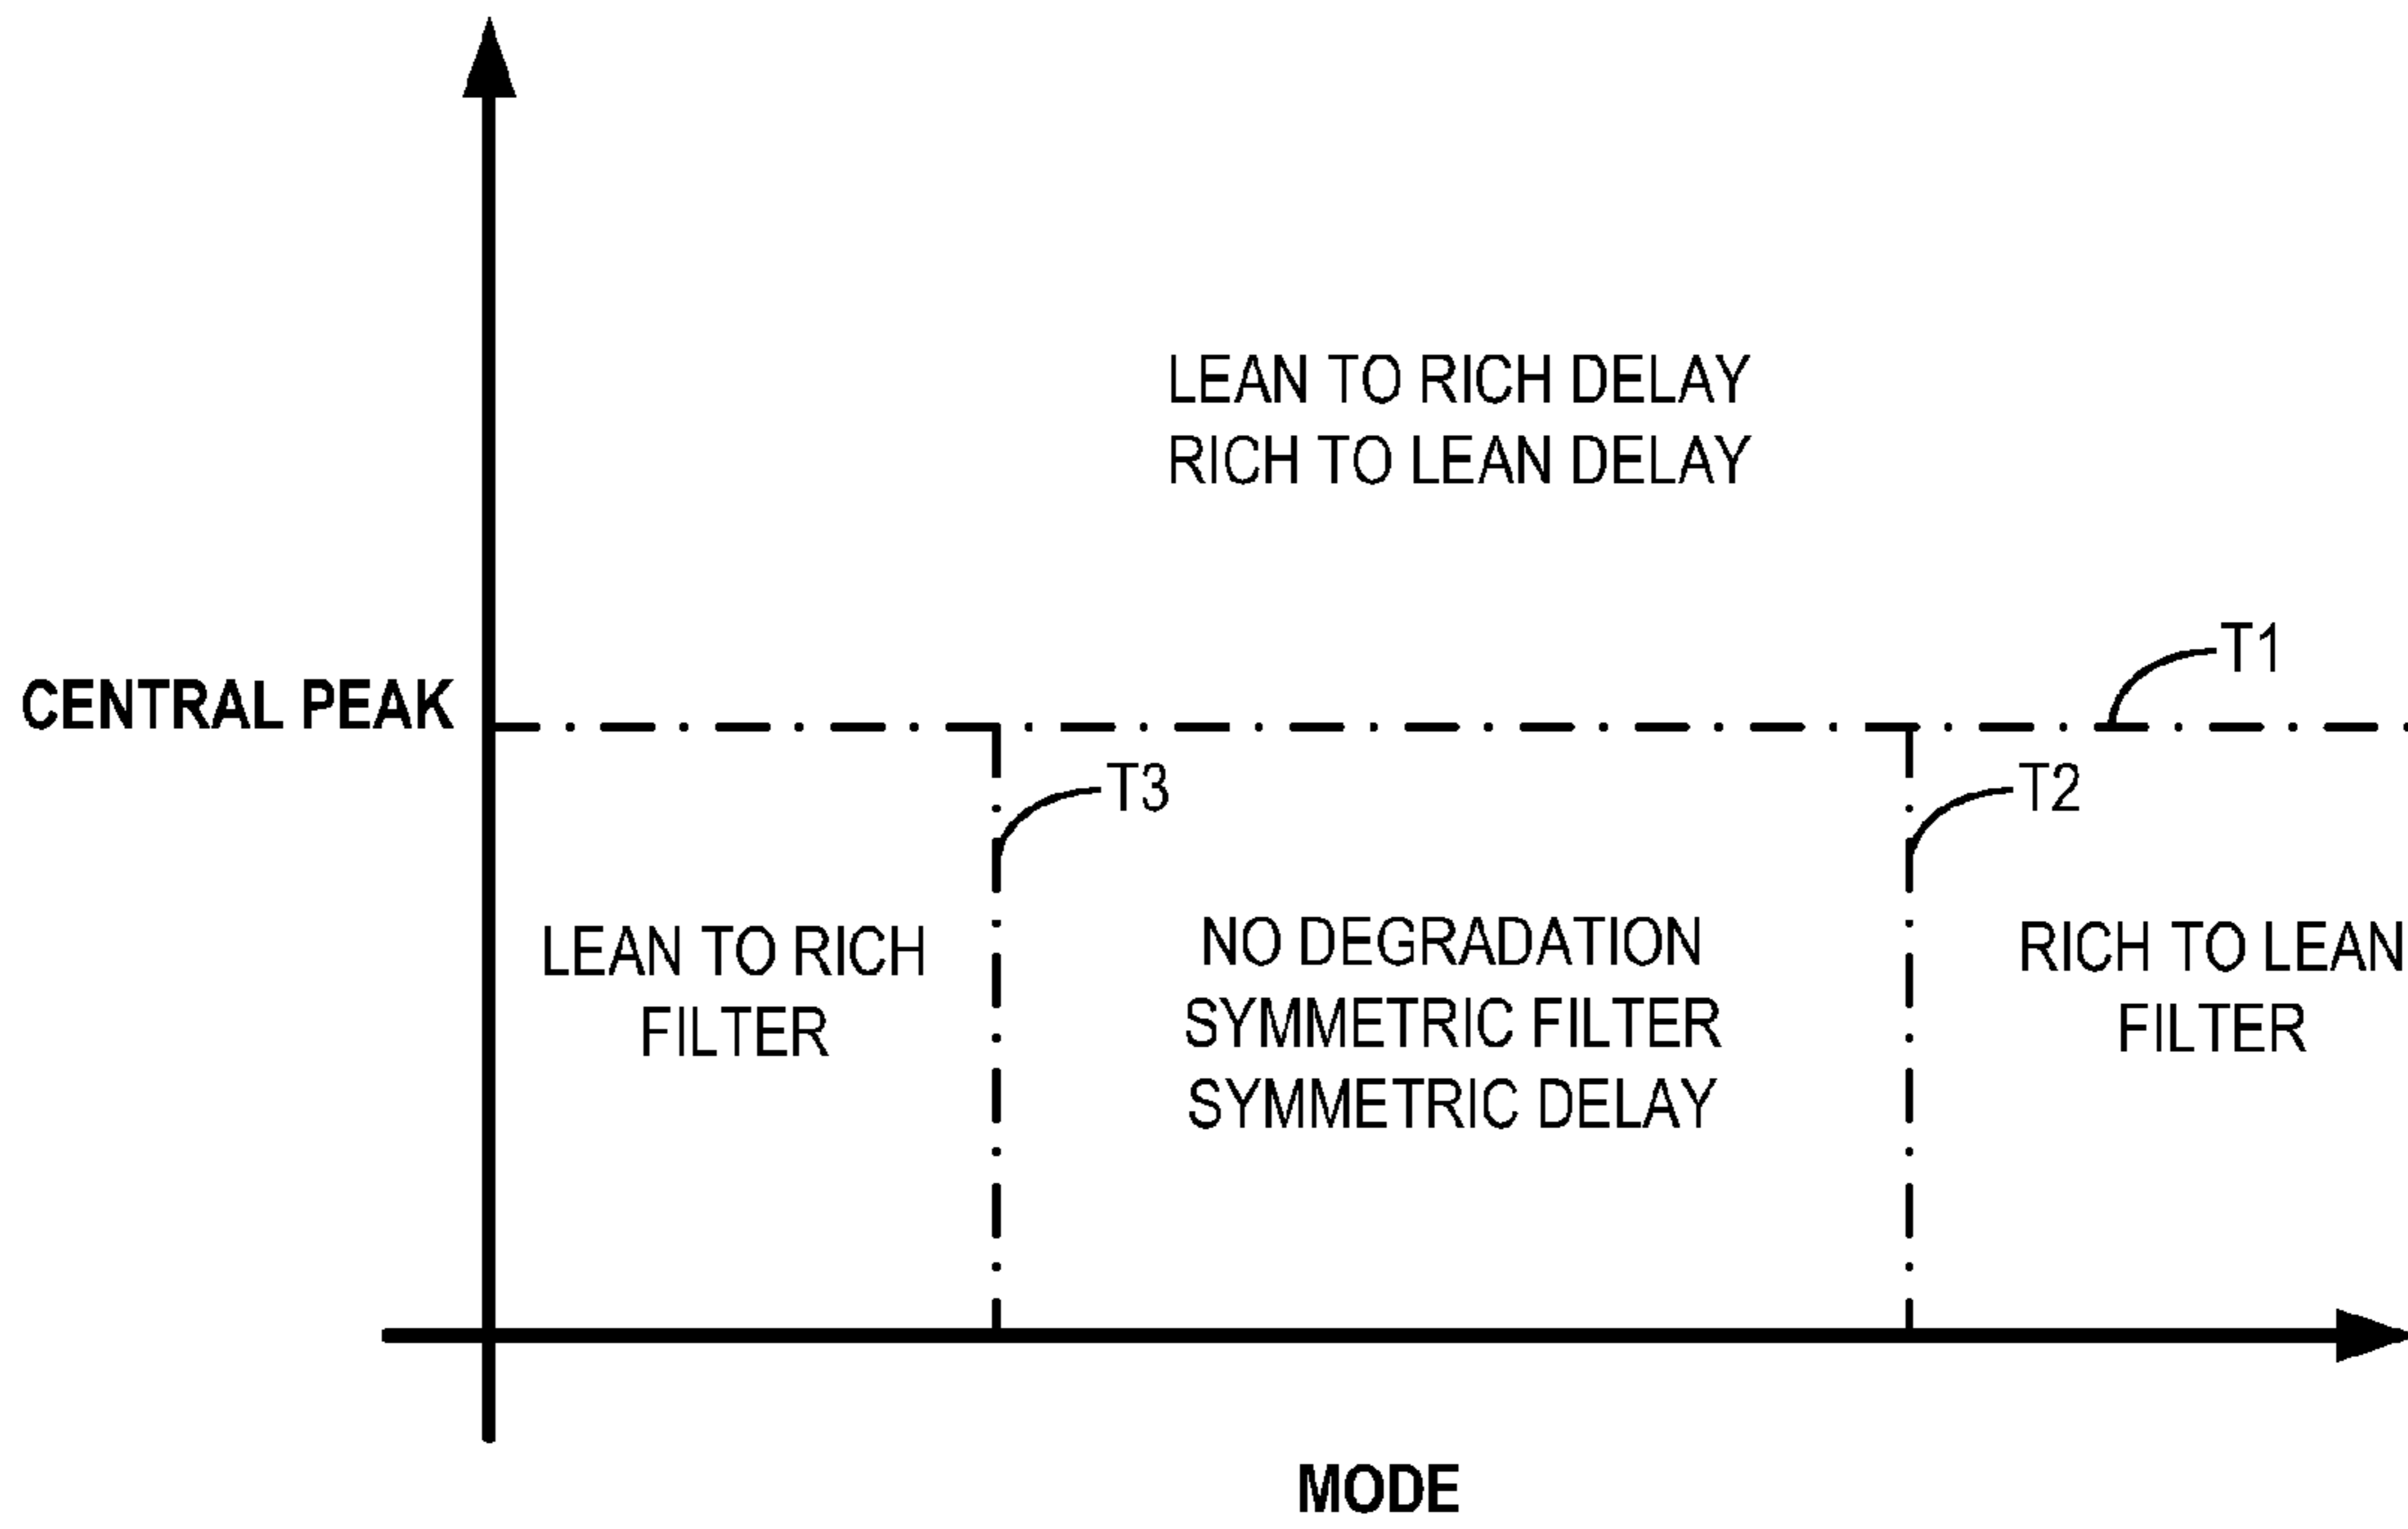 LEAN TO RICH DELAY
RICH TO LEAN DELAY
T1
CENTRAL PEAK
T3
T2
LEAN TO RICH
FILTER
NO DEGRADATION
SYMMETRIC FILTER
SYMMETRIC DELAY
RICH TO LEAN
FILTER
MODE